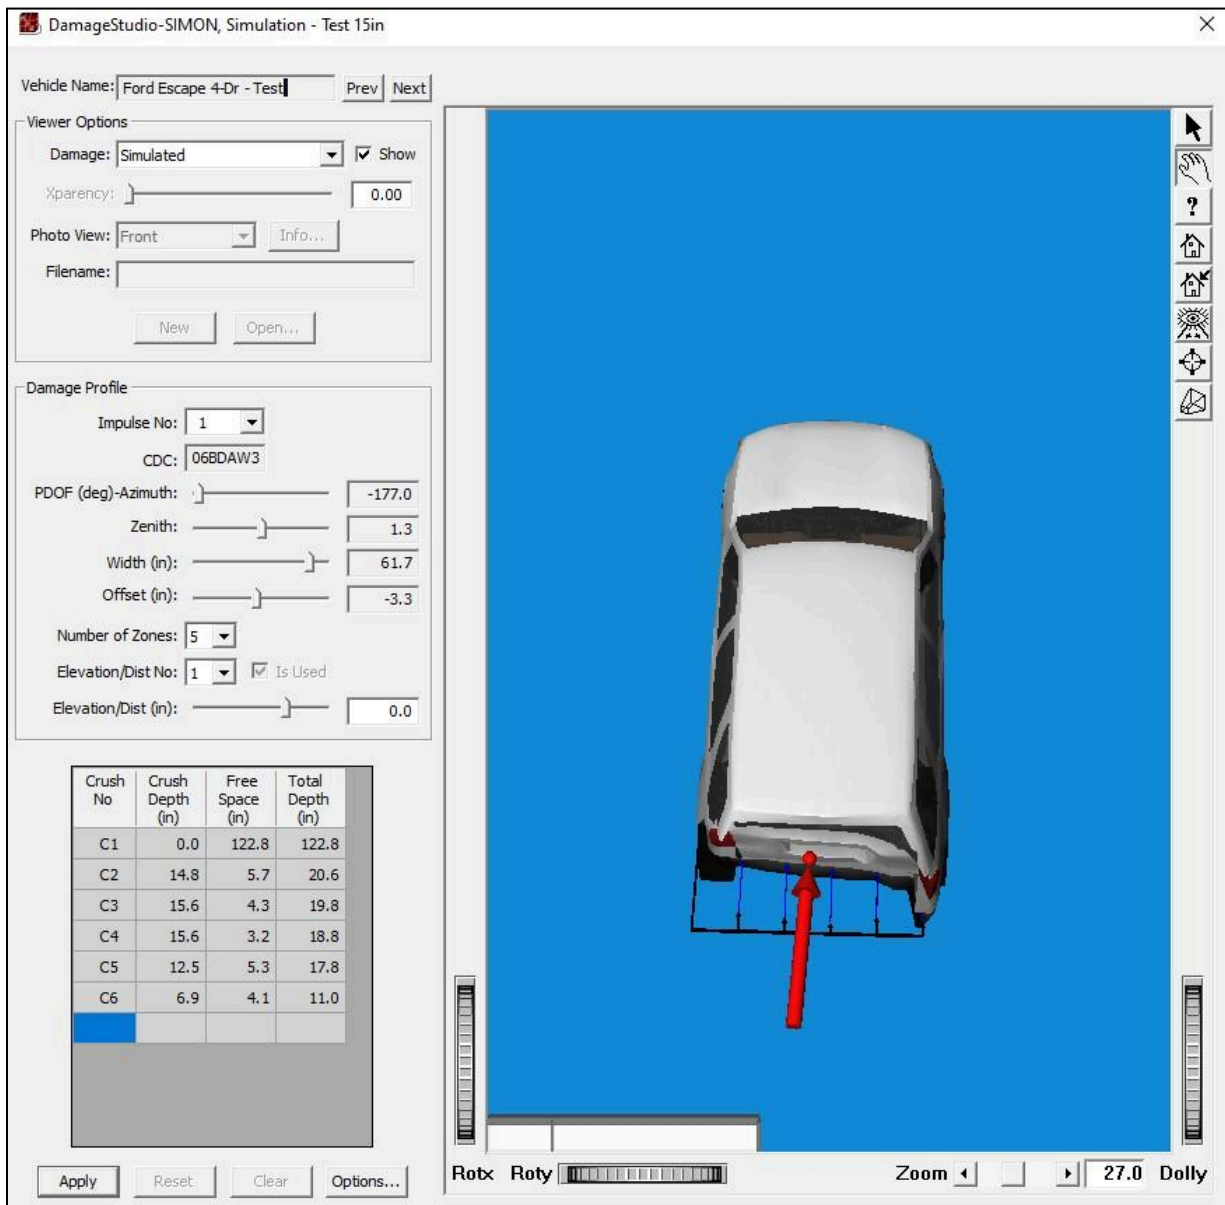 DamageStudio-SIMON, Simulation - Test 15in
Vehicle Name: Ford Escape 4-Dr - Test Prev Next
Viewer Options
Damage: Simulated Show
Xparency: 0.00
Photo View: Front Info...
Filename:
New Open...
Damage Profile
Impulse No: 1
CDC: 06BDAW3
PDOF (deg)-Azimuth: -177.0
Zenith: 1.3
Width (in): 61.7
Offset (in): -3.3
Number of Zones: 5
Elevation/Dist No: 1 Is Used
Elevation/Dist (in): 0.0
Crush No Crush Depth (in) Free Space (in) Total Depth (in)
C1 0.0 122.8 122.8
C2 14.8 5.7 20.6
C3 15.6 4.3 19.8
C4 15.6 3.2 18.8
C5 12.5 5.3 17.8
C6 6.9 4.1 11.0
Apply Reset Clear Options...
?
Rotx Roty Zoom 27.0 Dolly